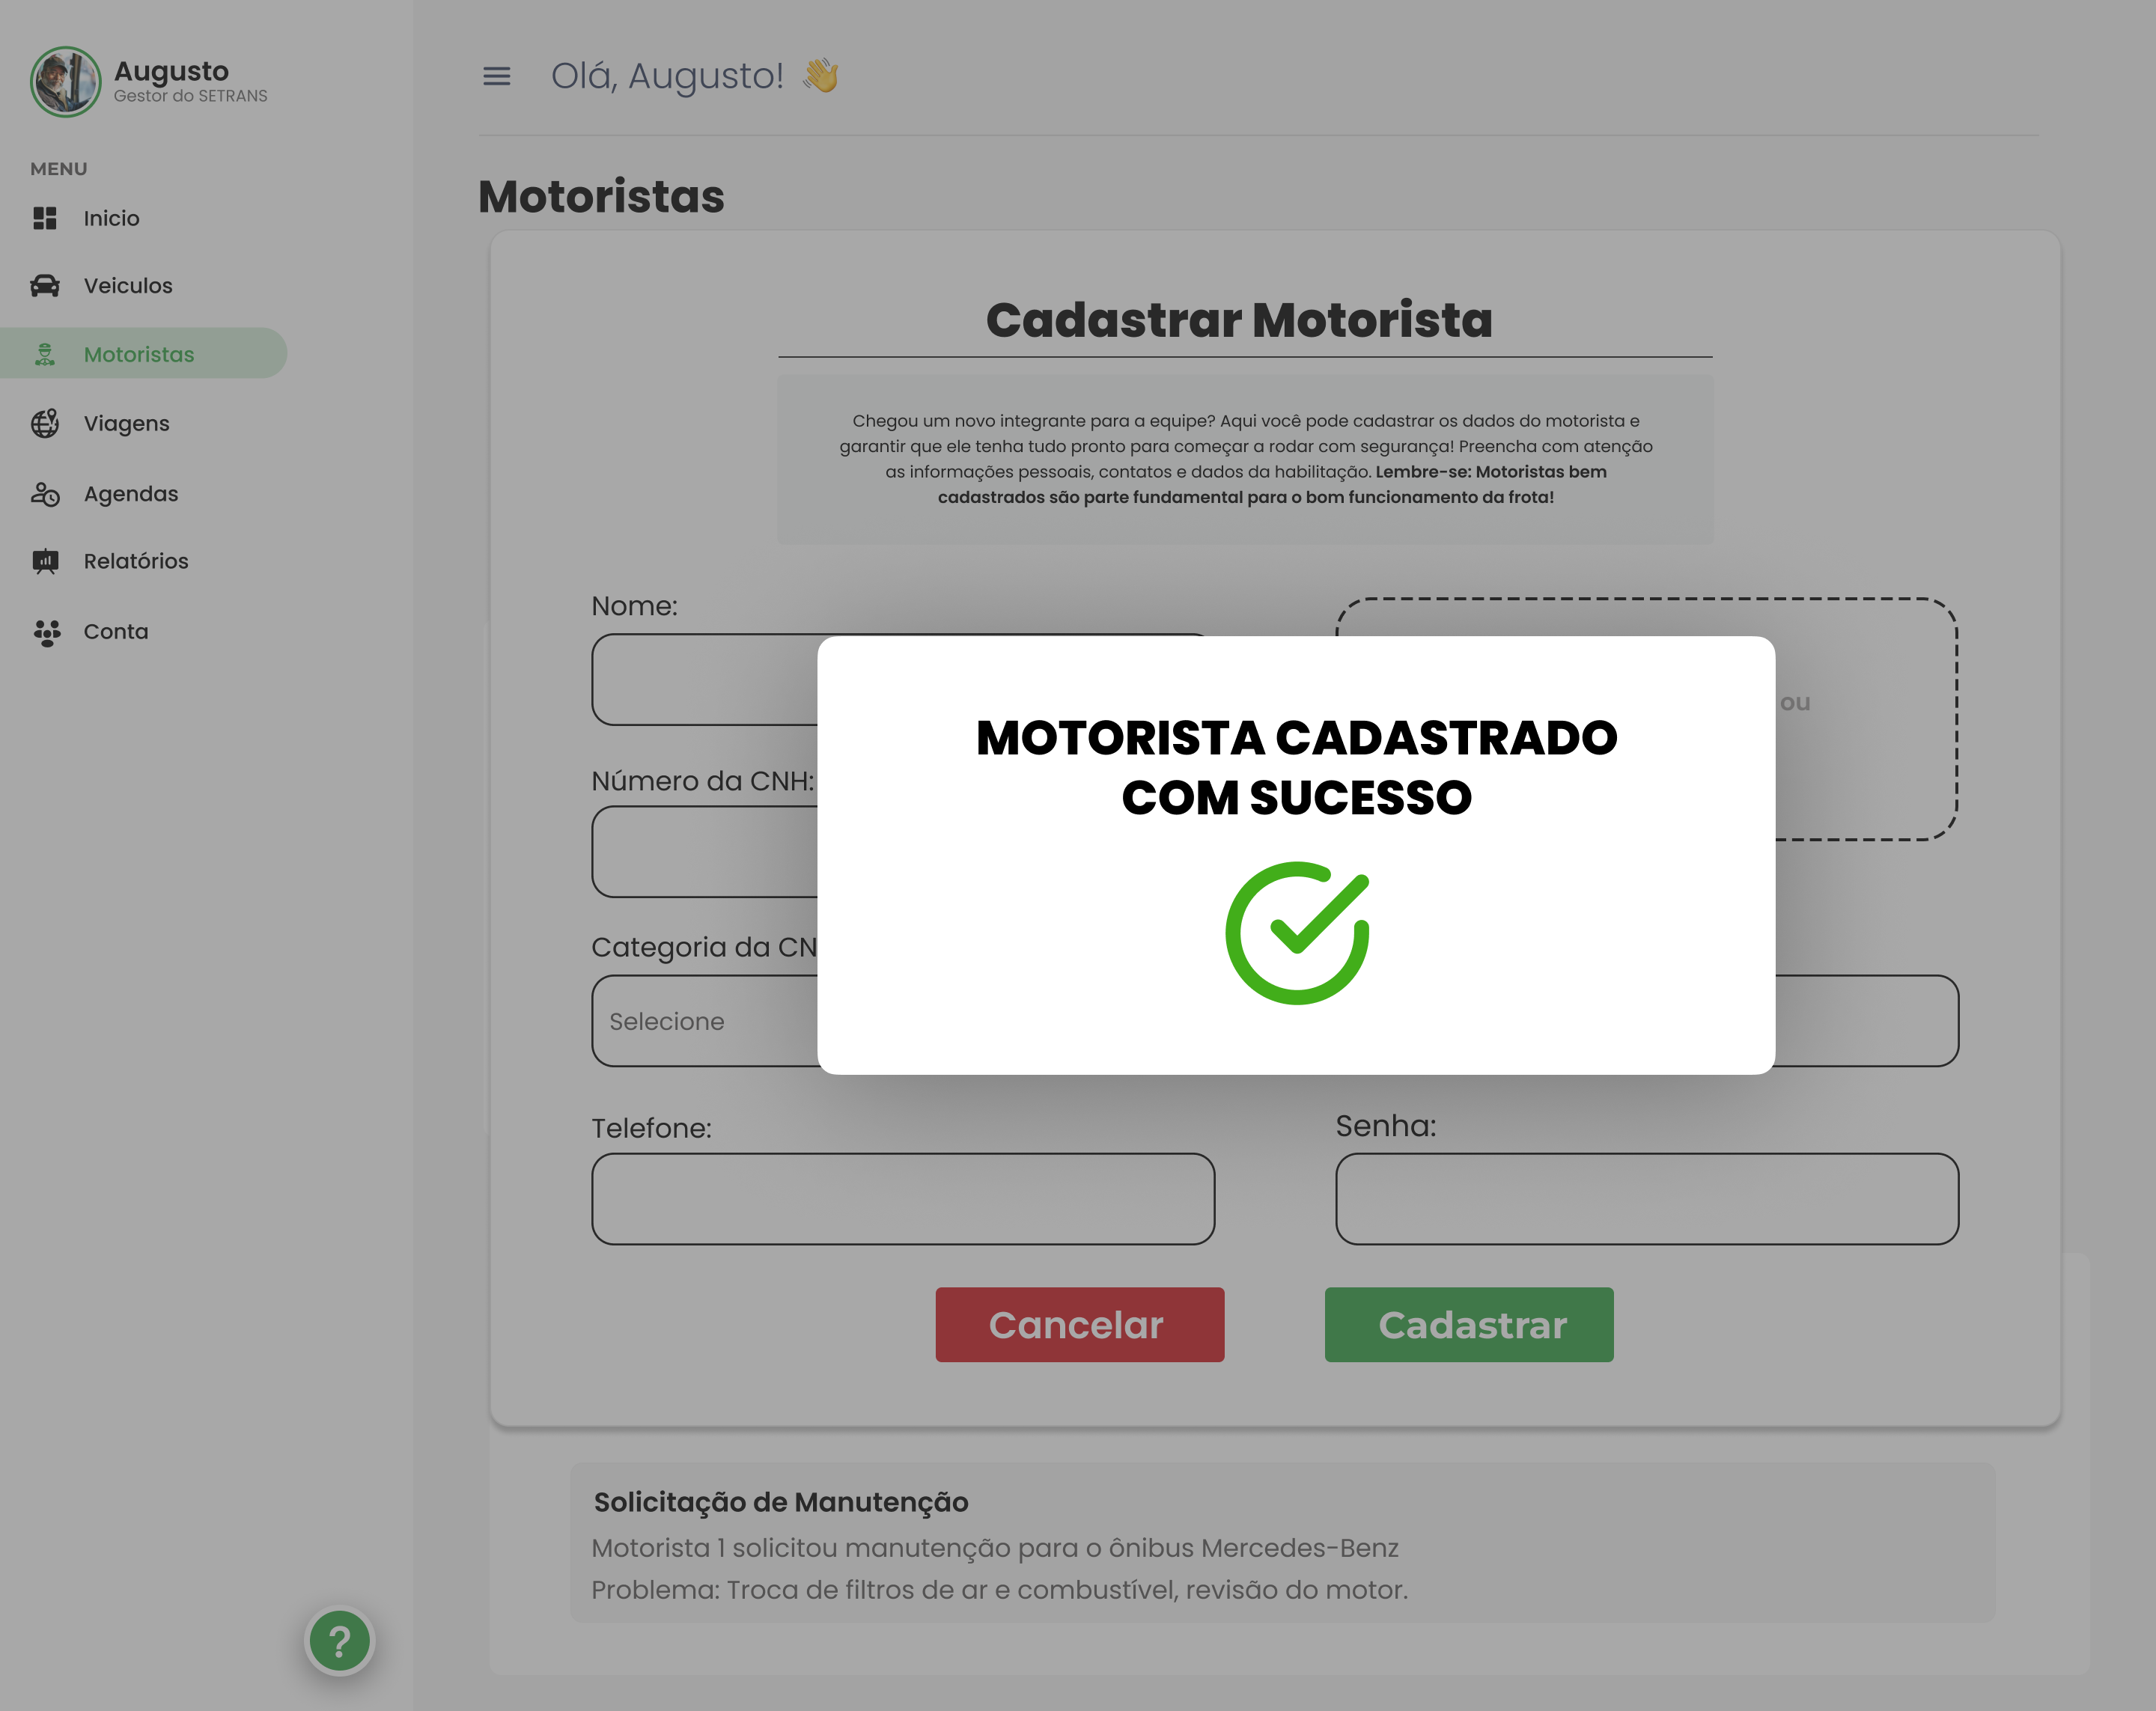 Augusto
Gestor do SETRANS
MENU
Inicio
Veiculos
Motoristas
Viagens
Agendas
Relatórios
Conta
?
Olá, Augusto!
Motoristas
Cadastrar Motorista
Chegou um novo integrante para a equipe? Aqui você pode cadastrar os dados do motorista e
garantir que ele tenha tudo pronto para começar a rodar com segurança! Preencha com atenção
as informações pessoais, contatos e dados da habilitação. Lembre-se: Motoristas bem
cadastrados são parte fundamental para o bom funcionamento da frota!
Nome:
ou
MOTORISTA CADASTRADO
COM SUCESSO
Número da CNH:
Categoria da CN
Selecione
Telefone:
Senha:
Cancelar
Cadastrar
Solicitação de Manutenção
Motorista 1 solicitou manutenção para o ônibus Mercedes-Benz
Problema: Troca de filtros de ar e combustível, revisão do motor.